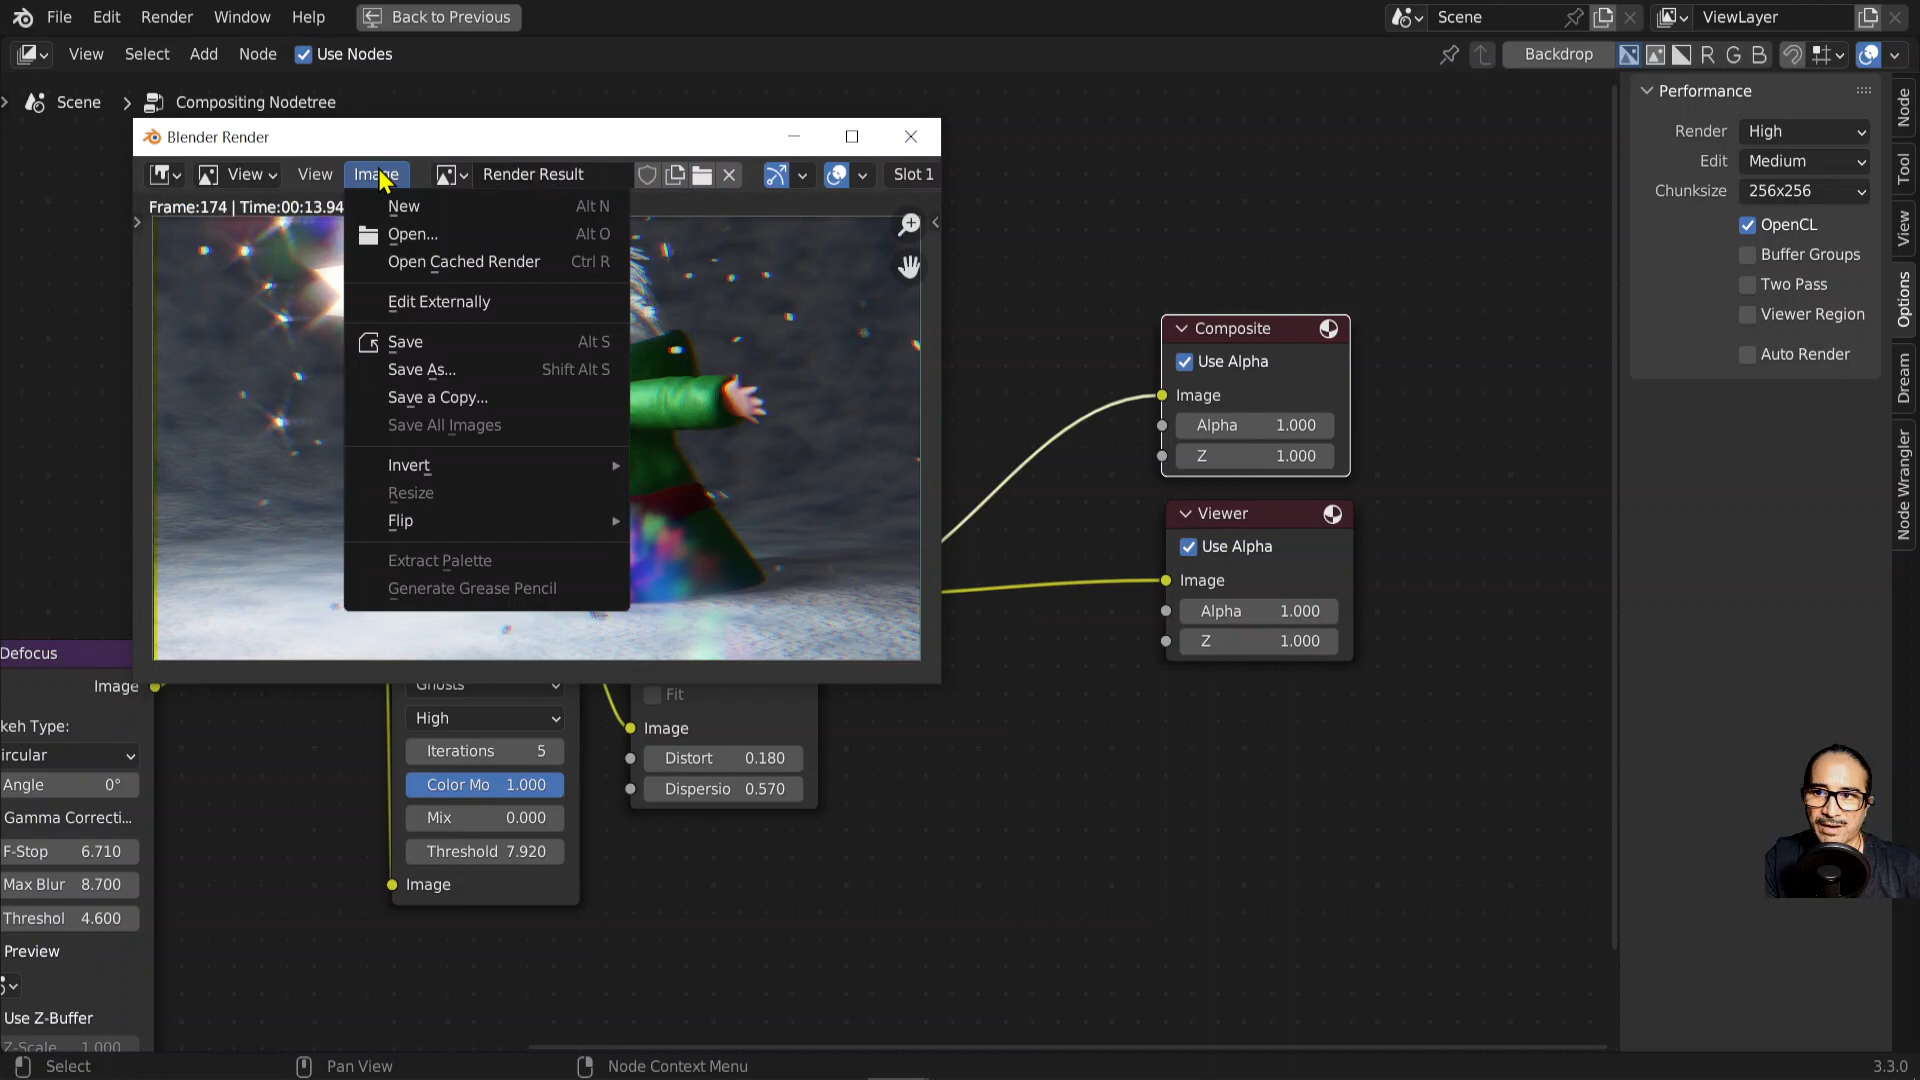 File Edit Render Window Help Back to Previous Scene ViewLayer
View Select Add Node Use Nodes Backdrop R G B
Scene Compositing Nodetree
Blender Render
View View Image Render Result Slot 1
Frame:174 | Time:00:13.94
New Alt N
Open... Alt O
Open Cached Render Ctrl R
Edit Externally
Save Alt S
Save As... Shift Alt S
Save a Copy...
Save All Images
Invert
Resize
Flip
Extract Palette
Generate Grease Pencil
Composite
Use Alpha
Image
Alpha 1.000
Z 1.000
Viewer
Use Alpha
Image
Alpha 1.000
Z 1.000
Performance
Render High
Edit Medium
Chunksize 256x256
OpenCL
Buffer Groups
Two Pass
Viewer Region
Auto Render
Node
Tool
View
Options
Dream
Node Wrangler
Defocus
Image
keh Type:
ircular
Angle 0°
Gamma Correcti...
F-Stop 6.710
Max Blur 8.700
Threshol 4.600
Preview
Use Z-Buffer
Z-Scale 1.000
Ghosts
High
Iterations 5
Color Mo 1.000
Mix 0.000
Threshold 7.920
Image
Fit
Image
Distort 0.180
Dispersio 0.570
Select Pan View Node Context Menu 3.3.0